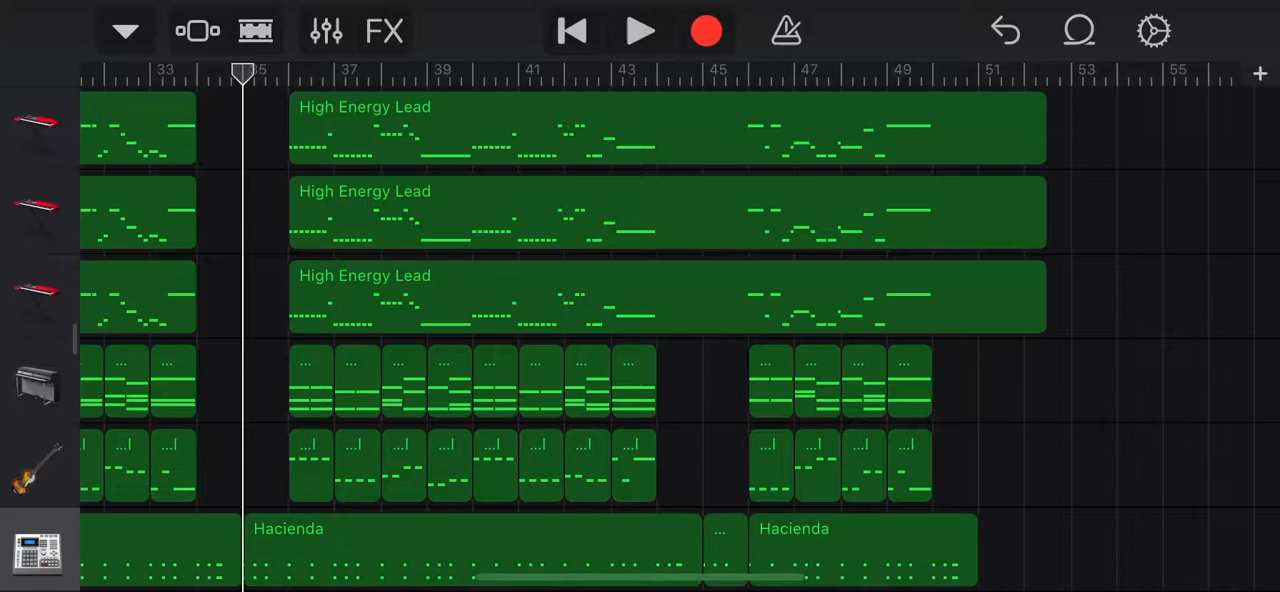 FX
33 35 37 39 41 43 45 47 49 51 53 55
High Energy Lead
High Energy Lead
High Energy Lead
... ... ... ... ... ... ... ... ... ... ... ... ... ...
...l ...l ...l ...l ...l ...l ...l ...l ...l ...l ...l ...l ...l
Hacienda ... Hacienda